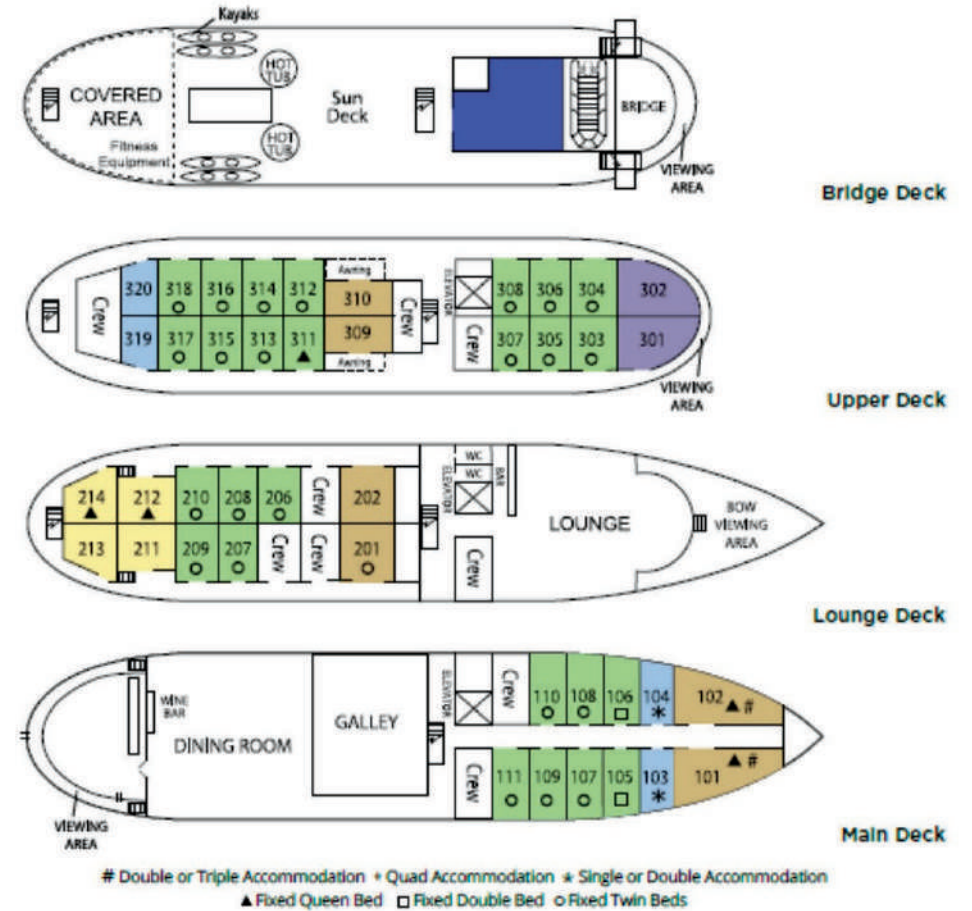 Kayaks
HOT TUB
COVERED AREA
Sun Deck
BRIDGE
HOT TUB
Fitness Equipment
VIEWING AREA
Bridge Deck
Awning
ELEVATOR
320 318 316 314 312 310 308 306 304 302
Crew Crew Crew
319 317 315 313 311 309 307 305 303 301
Awning
VIEWING AREA
Upper Deck
WC
WC
BAR
ELEVATOR
214 212 210 208 206 Crew 202
LOUNGE
BOW VIEWING AREA
213 211 209 207 Crew Crew 201 Crew
Lounge Deck
ELEVATOR
Crew 110 108 106 104 * 102 #
WINE BAR
GALLEY
DINING ROOM
Crew 111 109 107 105 103 * 101 #
VIEWING AREA
Main Deck
# Double or Triple Accommodation + Quad Accommodation * Single or Double Accommodation
▲ Fixed Queen Bed □ Fixed Double Bed o Fixed Twin Beds